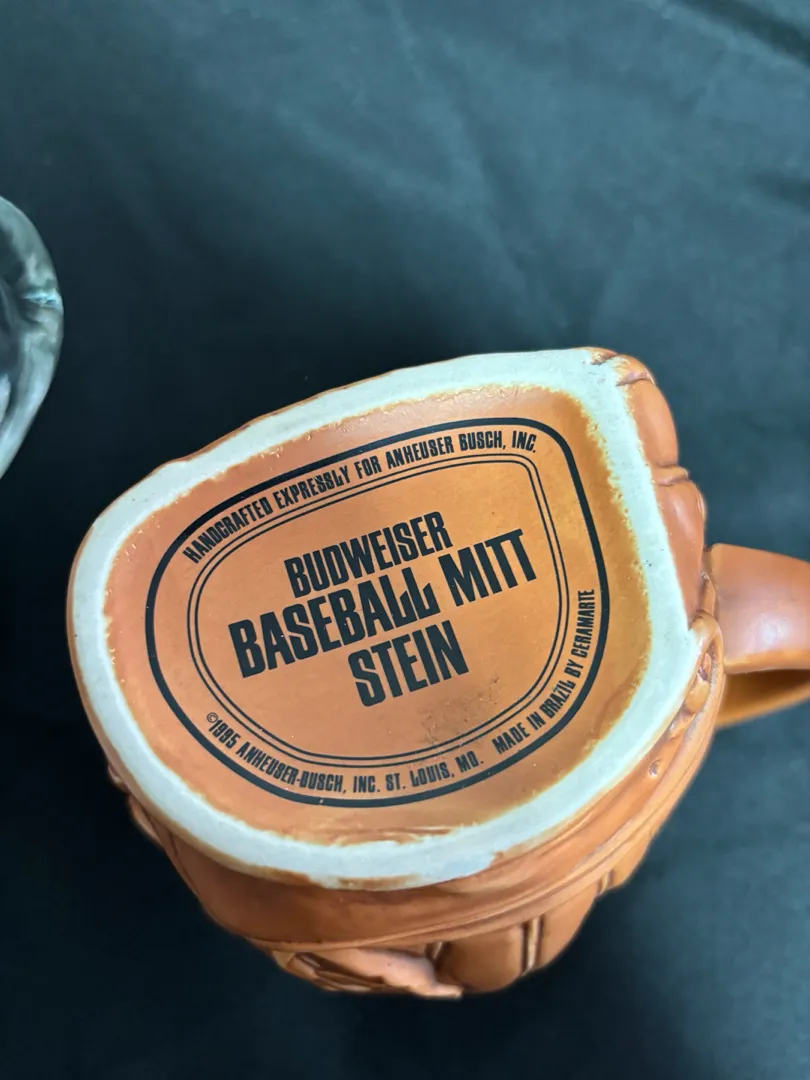 HANDCRAFTED EXPRESSLY FOR ANHEUSER BUSCH, INC.
BUDWEISER
BASEBALL MITT
STEIN
©1995 ANHEUSER-BUSCH, INC. ST. LOUIS, MO. MADE IN BRAZIL BY CERAMARTE